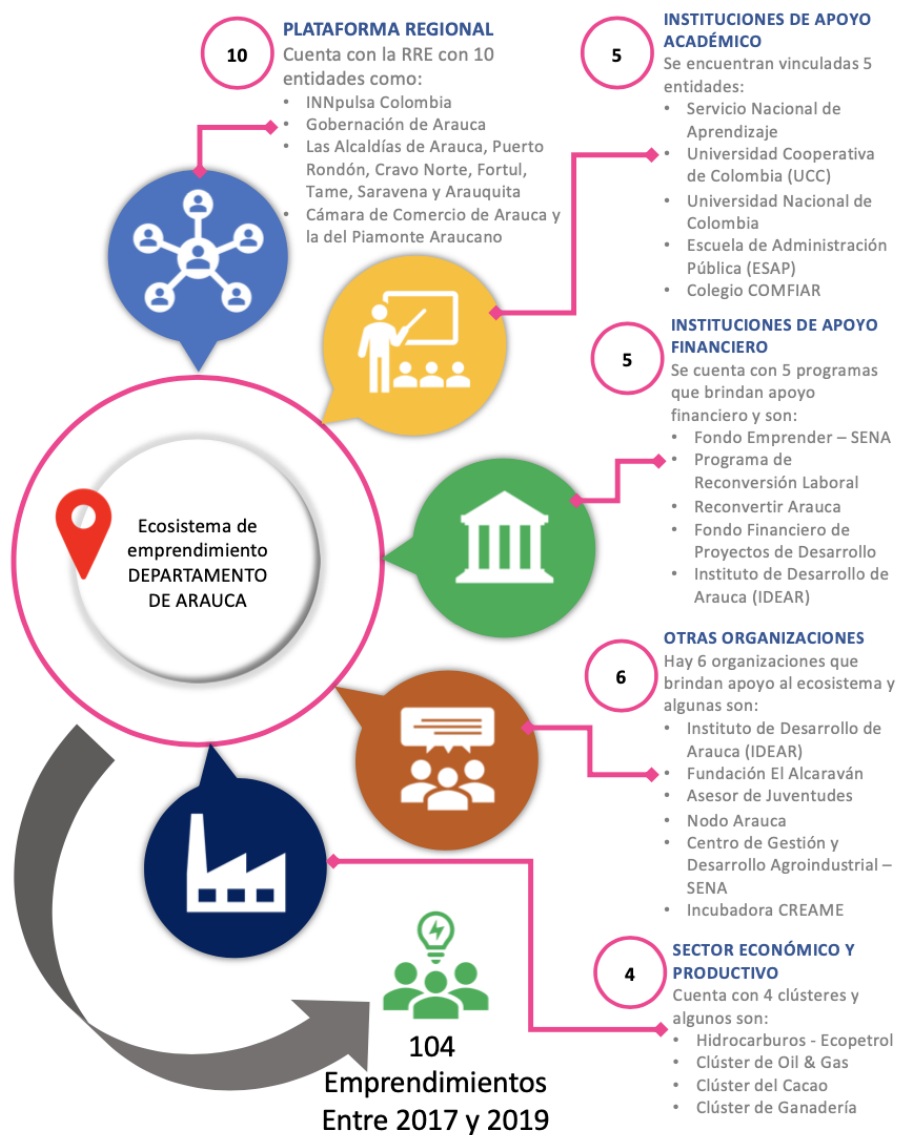 10
PLATAFORMA REGIONAL
Cuenta con la RRE con 10
entidades como:
• INNpulsa Colombia
• Gobernación de Arauca
• Las Alcaldías de Arauca, Puerto
Rondón, Cravo Norte, Fortul,
Tame, Saravena y Arauquita
• Cámara de Comercio de Arauca y
la del Piamonte Araucano
5
INSTITUCIONES DE APOYO
ACADÉMICO
Se encuentran vinculadas 5
entidades:
• Servicio Nacional de
Aprendizaje
• Universidad Cooperativa
de Colombia (UCC)
• Universidad Nacional de
Colombia
• Escuela de Administración
Pública (ESAP)
• Colegio COMFIAR
5
INSTITUCIONES DE APOYO
FINANCIERO
Se cuenta con 5 programas
que brindan apoyo
financiero y son:
• Fondo Emprender – SENA
• Programa de
Reconversión Laboral
• Reconvertir Arauca
• Fondo Financiero de
Proyectos de Desarrollo
• Instituto de Desarrollo de
Arauca (IDEAR)
Ecosistema de
emprendimiento
DEPARTAMENTO
DE ARAUCA
6
OTRAS ORGANIZACIONES
Hay 6 organizaciones que
brindan apoyo al ecosistema y
algunas son:
• Instituto de Desarrollo de
Arauca (IDEAR)
• Fundación El Alcaraván
• Asesor de Juventudes
• Nodo Arauca
• Centro de Gestión y
Desarrollo Agroindustrial –
SENA
• Incubadora CREAME
4
SECTOR ECONÓMICO Y
PRODUCTIVO
Cuenta con 4 clústeres y
algunos son:
• Hidrocarburos - Ecopetrol
• Clúster de Oil & Gas
• Clúster del Cacao
• Clúster de Ganadería
104
Emprendimientos
Entre 2017 y 2019